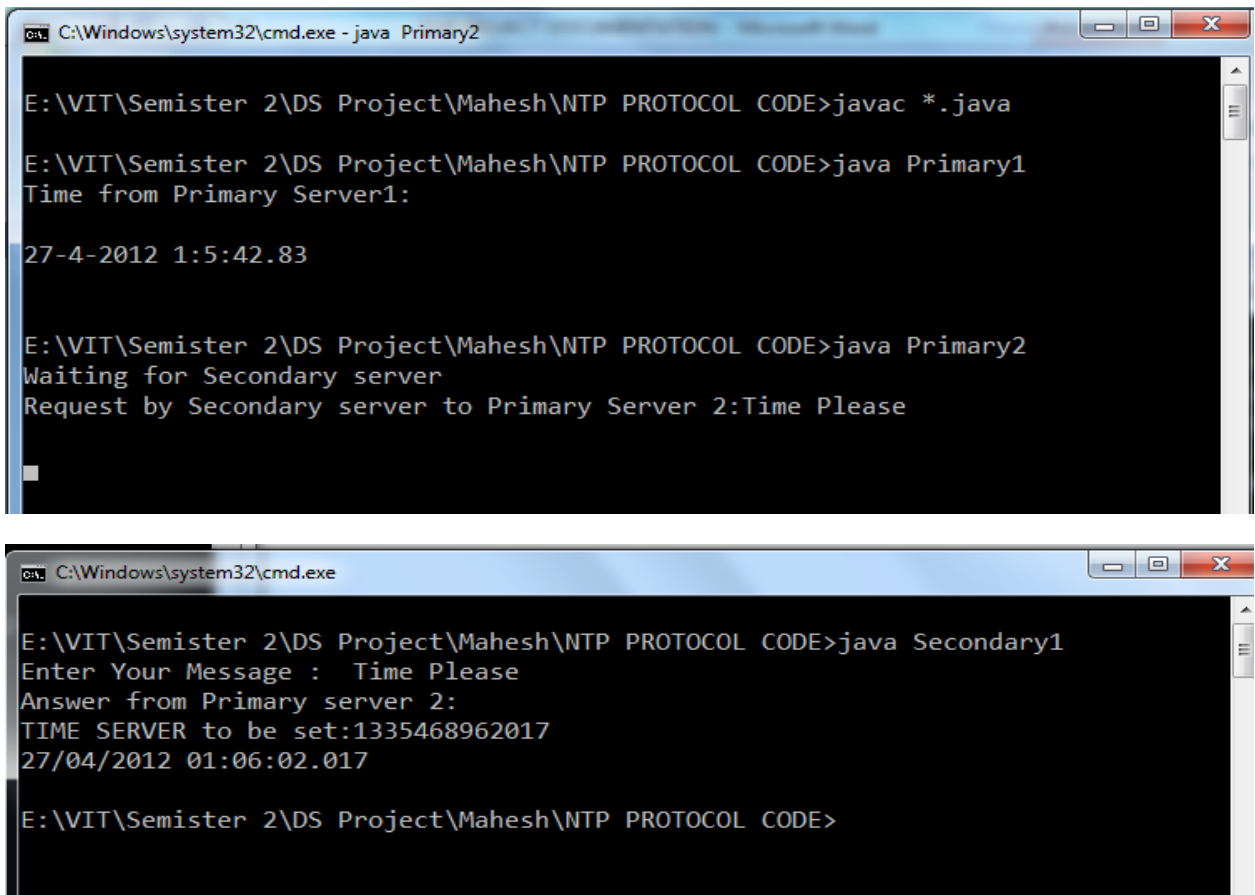 C:\Windows\system32\cmd.exe - java  Primary2
E:\VIT\Semister 2\DS Project\Mahesh\NTP PROTOCOL CODE>javac *.java
E:\VIT\Semister 2\DS Project\Mahesh\NTP PROTOCOL CODE>java Primary1
Time from Primary Server1:
27-4-2012 1:5:42.83
E:\VIT\Semister 2\DS Project\Mahesh\NTP PROTOCOL CODE>java Primary2
Waiting for Secondary server
Request by Secondary server to Primary Server 2:Time Please
C:\Windows\system32\cmd.exe
E:\VIT\Semister 2\DS Project\Mahesh\NTP PROTOCOL CODE>java Secondary1
Enter Your Message :  Time Please
Answer from Primary server 2:
TIME SERVER to be set:1335468962017
27/04/2012 01:06:02.017
E:\VIT\Semister 2\DS Project\Mahesh\NTP PROTOCOL CODE>